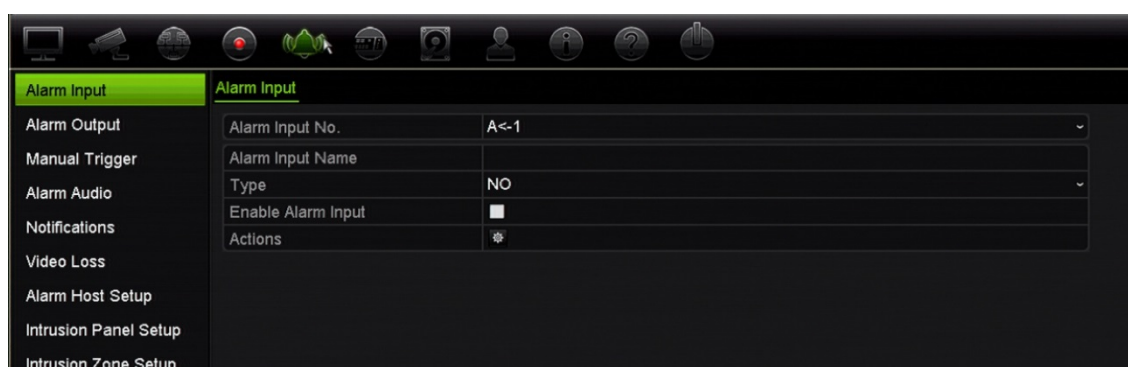 Alarm Input
Alarm Input
Alarm Output
Alarm Input No. A<-1
Manual Trigger
Alarm Input Name
Alarm Audio
Type NO
Enable Alarm Input
Notifications
Actions
Video Loss
Alarm Host Setup
Intrusion Panel Setup
Intrusion Zone Setup